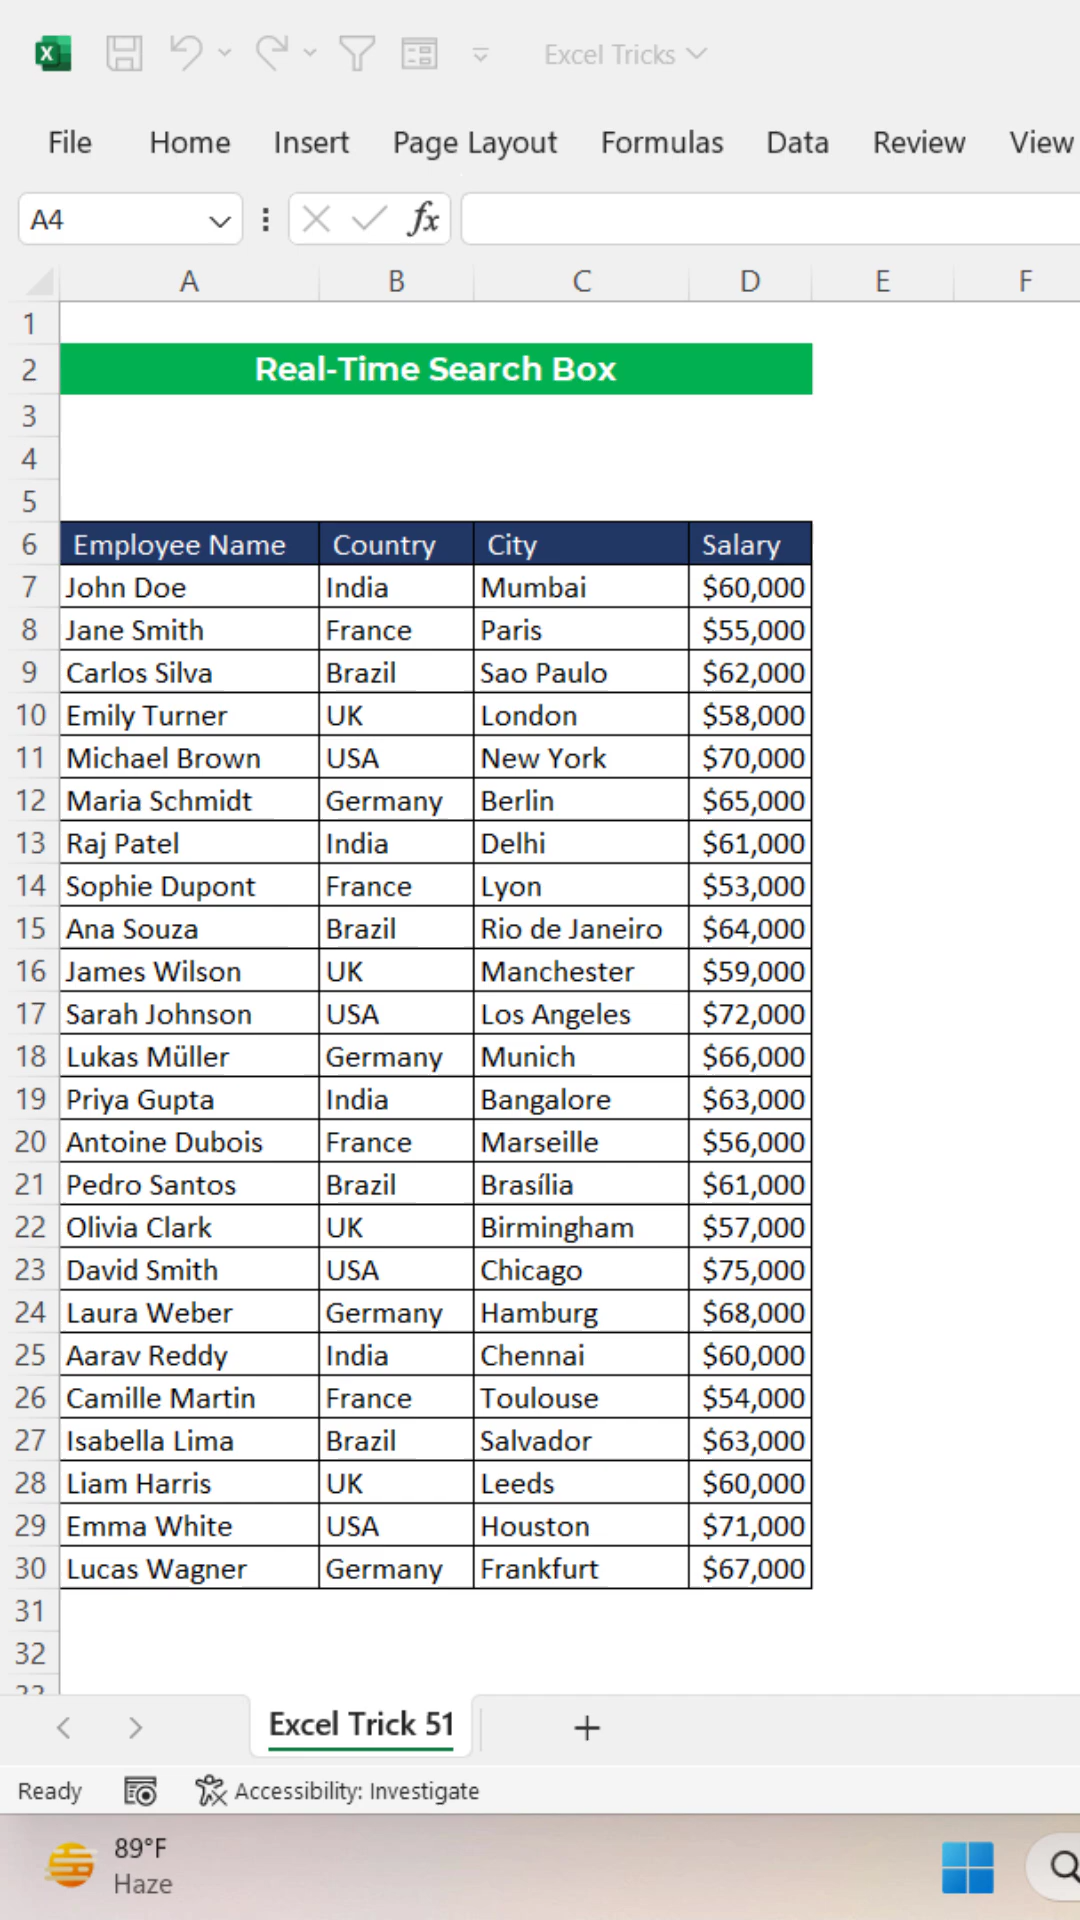 Excel Tricks
File Home Insert Page Layout Formulas Data Review View
A4 fx
A B C D E F
1
2 Real-Time Search Box
3
4
5
6 Employee Name Country City Salary
7 John Doe India Mumbai $60,000
8 Jane Smith France Paris $55,000
9 Carlos Silva Brazil Sao Paulo $62,000
10 Emily Turner UK London $58,000
11 Michael Brown USA New York $70,000
12 Maria Schmidt Germany Berlin $65,000
13 Raj Patel India Delhi $61,000
14 Sophie Dupont France Lyon $53,000
15 Ana Souza Brazil Rio de Janeiro $64,000
16 James Wilson UK Manchester $59,000
17 Sarah Johnson USA Los Angeles $72,000
18 Lukas Müller Germany Munich $66,000
19 Priya Gupta India Bangalore $63,000
20 Antoine Dubois France Marseille $56,000
21 Pedro Santos Brazil Brasília $61,000
22 Olivia Clark UK Birmingham $57,000
23 David Smith USA Chicago $75,000
24 Laura Weber Germany Hamburg $68,000
25 Aarav Reddy India Chennai $60,000
26 Camille Martin France Toulouse $54,000
27 Isabella Lima Brazil Salvador $63,000
28 Liam Harris UK Leeds $60,000
29 Emma White USA Houston $71,000
30 Lucas Wagner Germany Frankfurt $67,000
31
32
Excel Trick 51
Ready Accessibility: Investigate
89°F
Haze